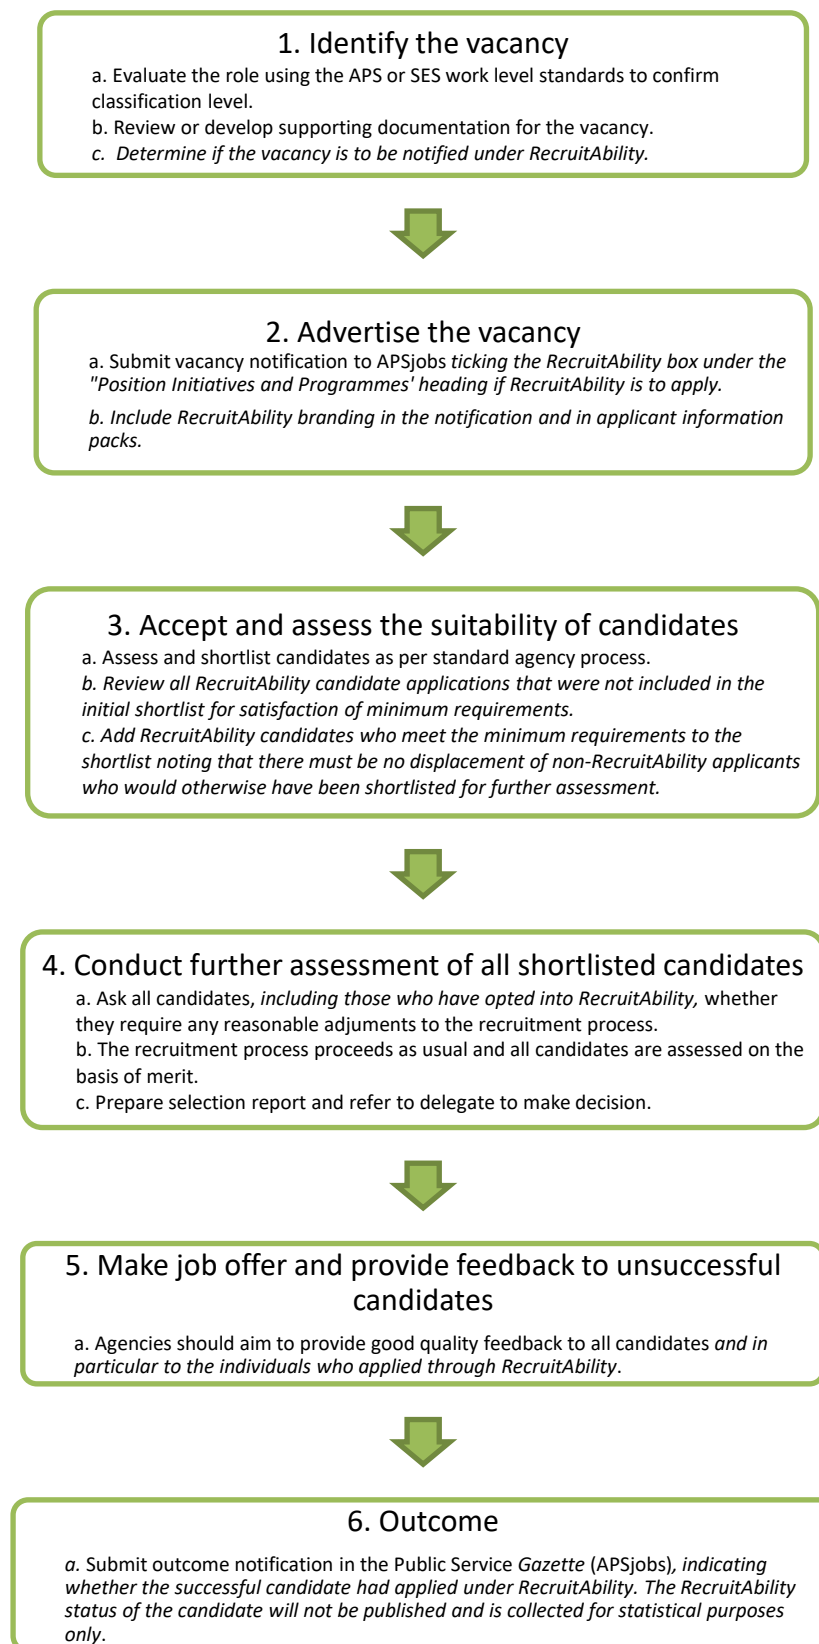 1. Identify the vacancy
a. Evaluate the role using the APS or SES work level standards to confirm
classification level.
b. Review or develop supporting documentation for the vacancy.
c. Determine if the vacancy is to be notified under RecruitAbility.
2. Advertise the vacancy
a. Submit vacancy notification to APSjobs ticking the RecruitAbility box under the
"Position Initiatives and Programmes' heading if RecruitAbility is to apply.
b. Include RecruitAbility branding in the notification and in applicant information
packs.
3. Accept and assess the suitability of candidates
a. Assess and shortlist candidates as per standard agency process.
b. Review all RecruitAbility candidate applications that were not included in the
initial shortlist for satisfaction of minimum requirements.
c. Add RecruitAbility candidates who meet the minimum requirements to the
shortlist noting that there must be no displacement of non-RecruitAbility applicants
who would otherwise have been shortlisted for further assessment.
4. Conduct further assessment of all shortlisted candidates
a. Ask all candidates, including those who have opted into RecruitAbility, whether
they require any reasonable adjuments to the recruitment process.
b. The recruitment process proceeds as usual and all candidates are assessed on the
basis of merit.
c. Prepare selection report and refer to delegate to make decision.
5. Make job offer and provide feedback to unsuccessful
candidates
a. Agencies should aim to provide good quality feedback to all candidates and in
particular to the individuals who applied through RecruitAbility.
6. Outcome
a. Submit outcome notification in the Public Service Gazette (APSjobs), indicating
whether the successful candidate had applied under RecruitAbility. The RecruitAbility
status of the candidate will not be published and is collected for statistical purposes
only.